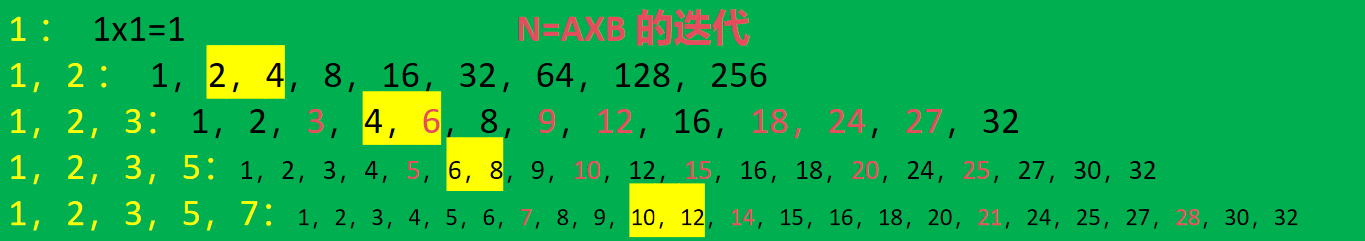 1： 1x1=1 N=AXB 的迭代
1, 2： 1, 2, 4, 8, 16, 32, 64, 128, 256
1, 2, 3： 1, 2, 3, 4, 6, 8, 9, 12, 16, 18, 24, 27, 32
1, 2, 3, 5： 1, 2, 3, 4, 5, 6, 8, 9, 10, 12, 15, 16, 18, 20, 24, 25, 27, 30, 32
1, 2, 3, 5, 7： 1, 2, 3, 4, 5, 6, 7, 8, 9, 10, 12, 14, 15, 16, 18, 20, 21, 24, 25, 27, 28, 30, 32